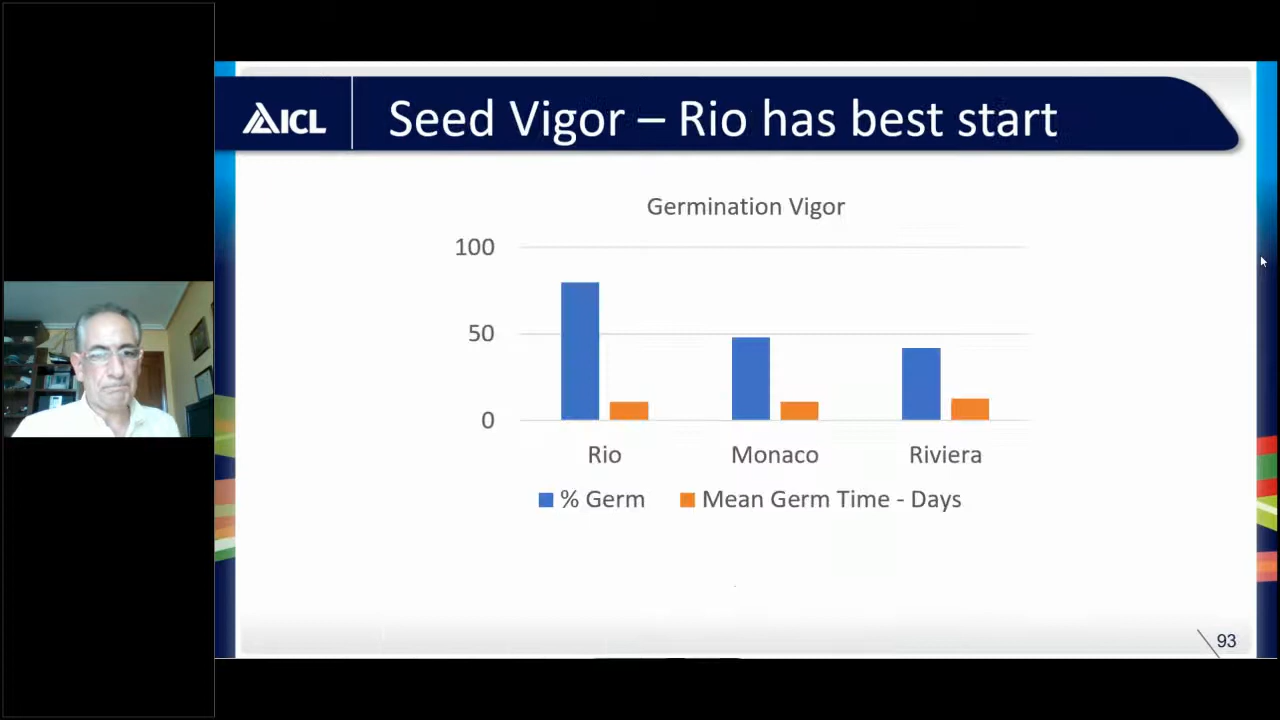 ICL
Seed Vigor – Rio has best start
Germination Vigor
100
50
0
Rio Monaco Riviera
% Germ Mean Germ Time - Days
93